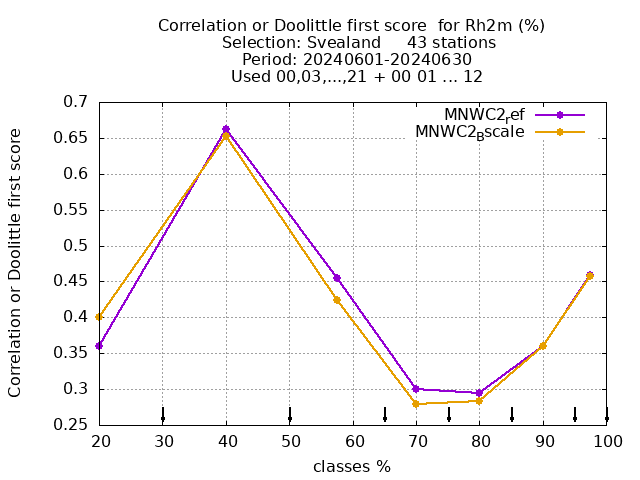 Correlation or Doolittle first score  for Rh2m (%)
Selection: Svealand     43 stations
Period: 20240601-20240630
Used 00,03,...,21 + 00 01 ... 12
MNWC2ref
MNWC2Bscale
Correlation or Doolittle first score
0.7
0.65
0.6
0.55
0.5
0.45
0.4
0.35
0.3
0.25
20 30 40 50 60 70 80 90 100
classes %